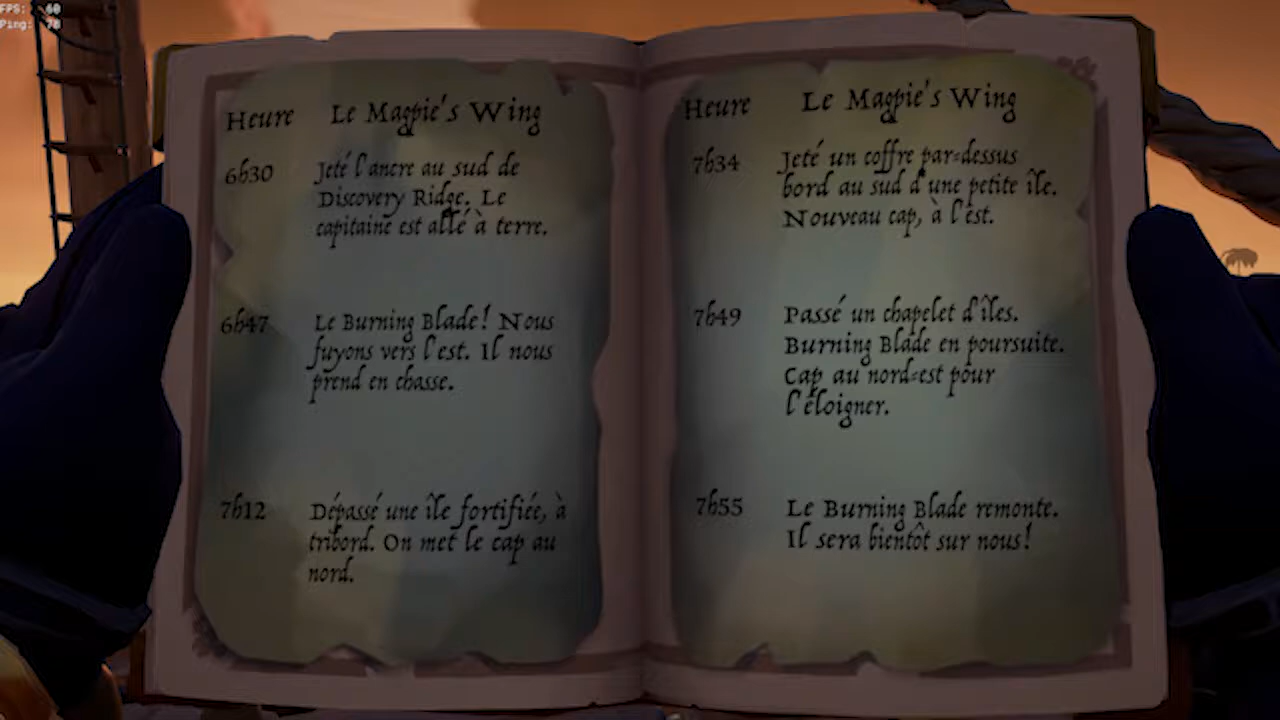 FPS: 60
Ping: 78
Heure Le Magpie's Wing
6h30 Jeté l'ancre au sud de
Discovery Ridge. Le
capitaine est allé à terre.
6h47 Le Burning Blade! Nous
fuyons vers l'est. Il nous
prend en chasse.
7h12 Dépassé une île fortifiée, à
tribord. On met le cap au
nord.
Heure Le Magpie's Wing
7h34 Jeté un coffre par-dessus
bord au sud d'une petite île.
Nouveau cap, à l'est.
7h49 Passé un chapelet d'îles.
Burning Blade en poursuite.
Cap au nord-est pour
l'éloigner.
7h55 Le Burning Blade remonte.
Il sera bientôt sur nous!